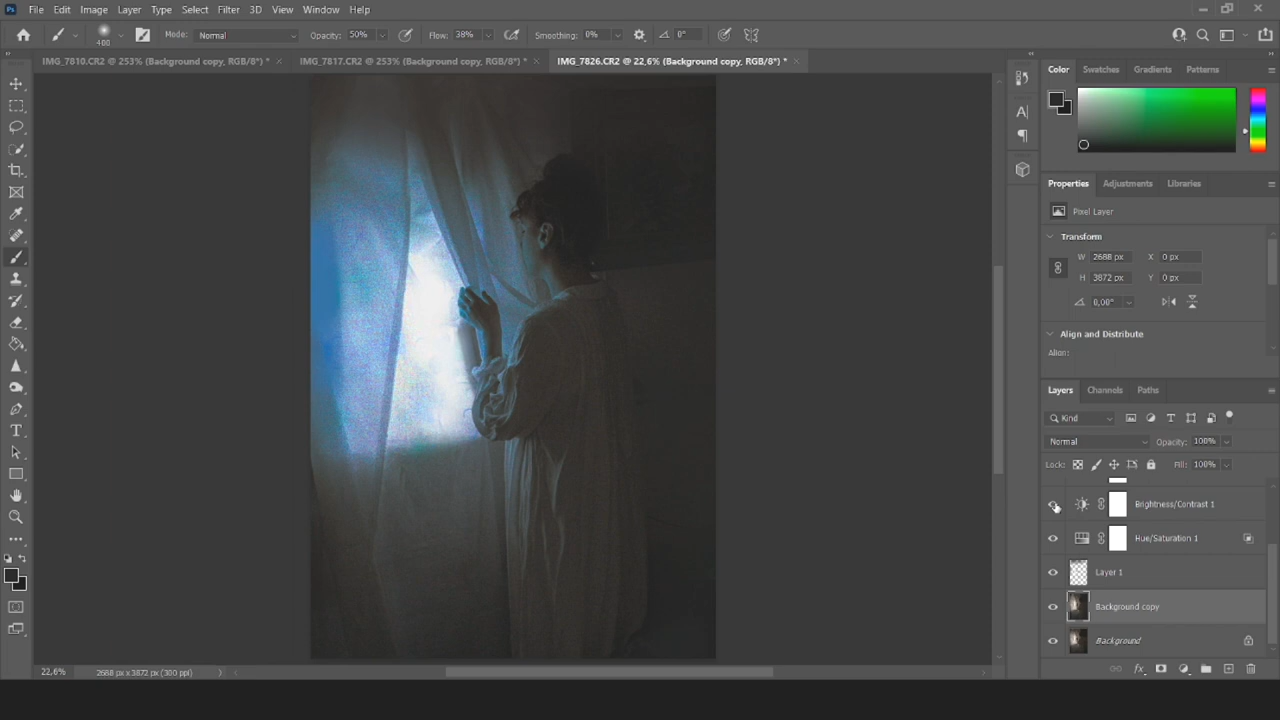 Ps File Edit Image Layer Type Select Filter 3D View Window Help
400 Mode: Normal Opacity: 50% Flow: 38% Smoothing: 0% 0°
IMG_7810.CR2 @ 253% (Background copy, RGB/8*) * IMG_7817.CR2 @ 253% (Background copy, RGB/8*) * IMG_7826.CR2 @ 22,6% (Background copy, RGB/8*) *
Color Swatches Gradients Patterns
Properties Adjustments Libraries
Pixel Layer
Transform
W 2688 px X 0 px
H 3872 px Y 0 px
0,00°
Align and Distribute
Align:
Layers Channels Paths
Kind
Normal Opacity: 100%
Lock: Fill: 100%
Brightness/Contrast 1
Hue/Saturation 1
Layer 1
Background copy
Background
22,6% 2688 px x 3872 px (300 ppi)